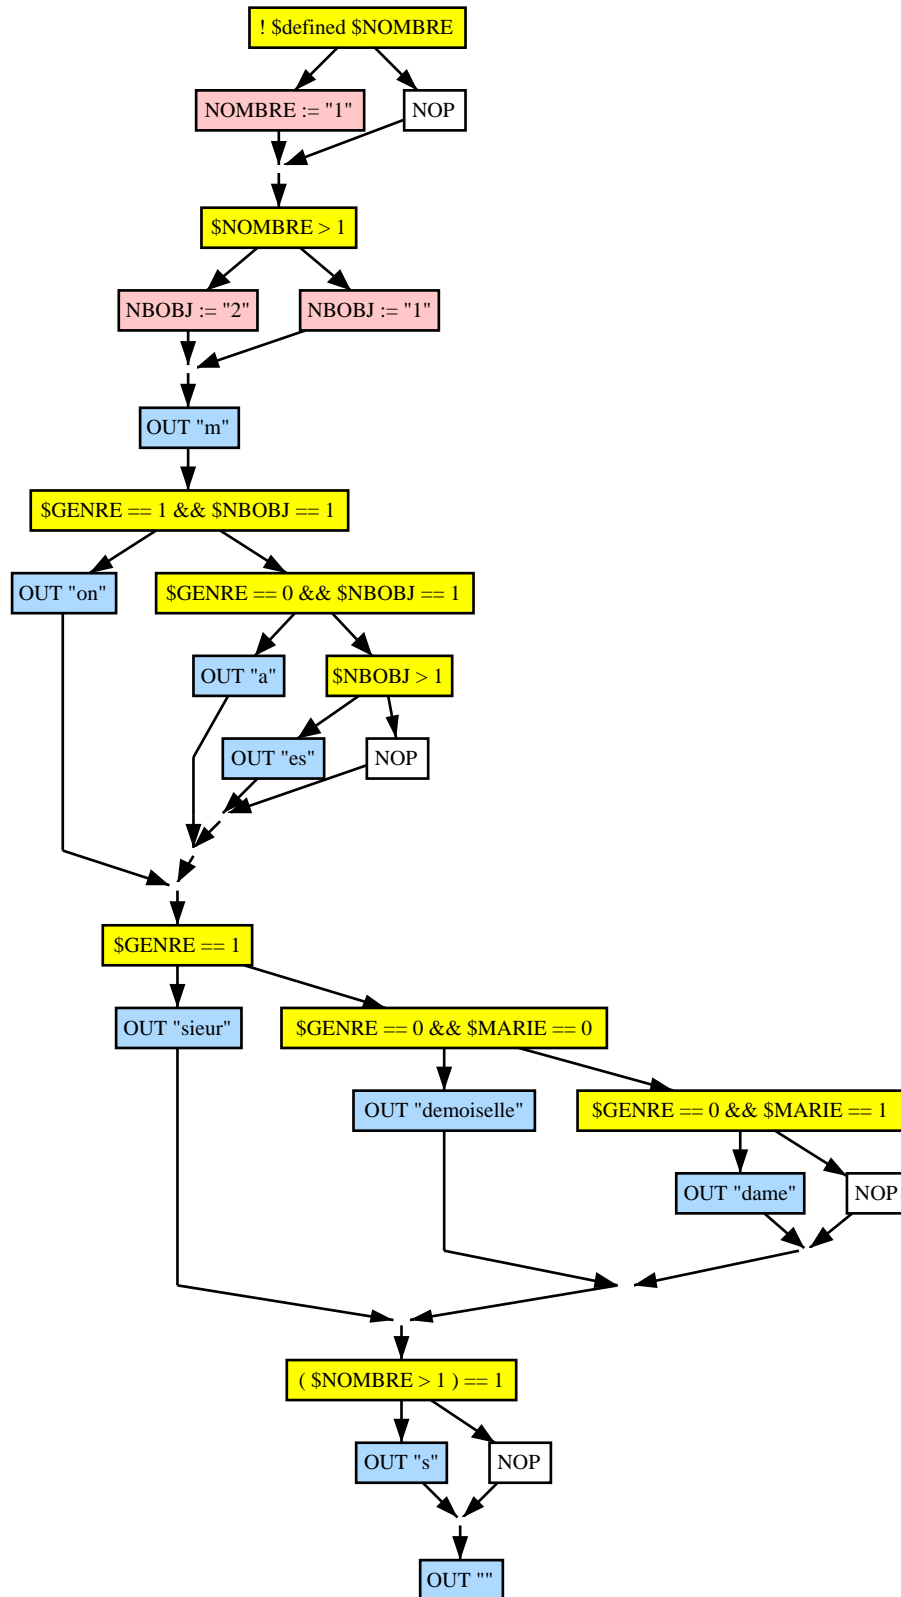 ! $defined $NOMBRE
NOMBRE := "1"
NOP
$NOMBRE > 1
NBOBJ := "2"
NBOBJ := "1"
OUT "m"
$GENRE == 1 && $NBOBJ == 1
OUT "on"
$GENRE == 0 && $NBOBJ == 1
OUT "a"
$NBOBJ > 1
OUT "es"
NOP
$GENRE == 1
OUT "sieur"
$GENRE == 0 && $MARIE == 0
OUT "demoiselle"
$GENRE == 0 && $MARIE == 1
OUT "dame"
NOP
( $NOMBRE > 1 ) == 1
OUT "s"
NOP
OUT ""